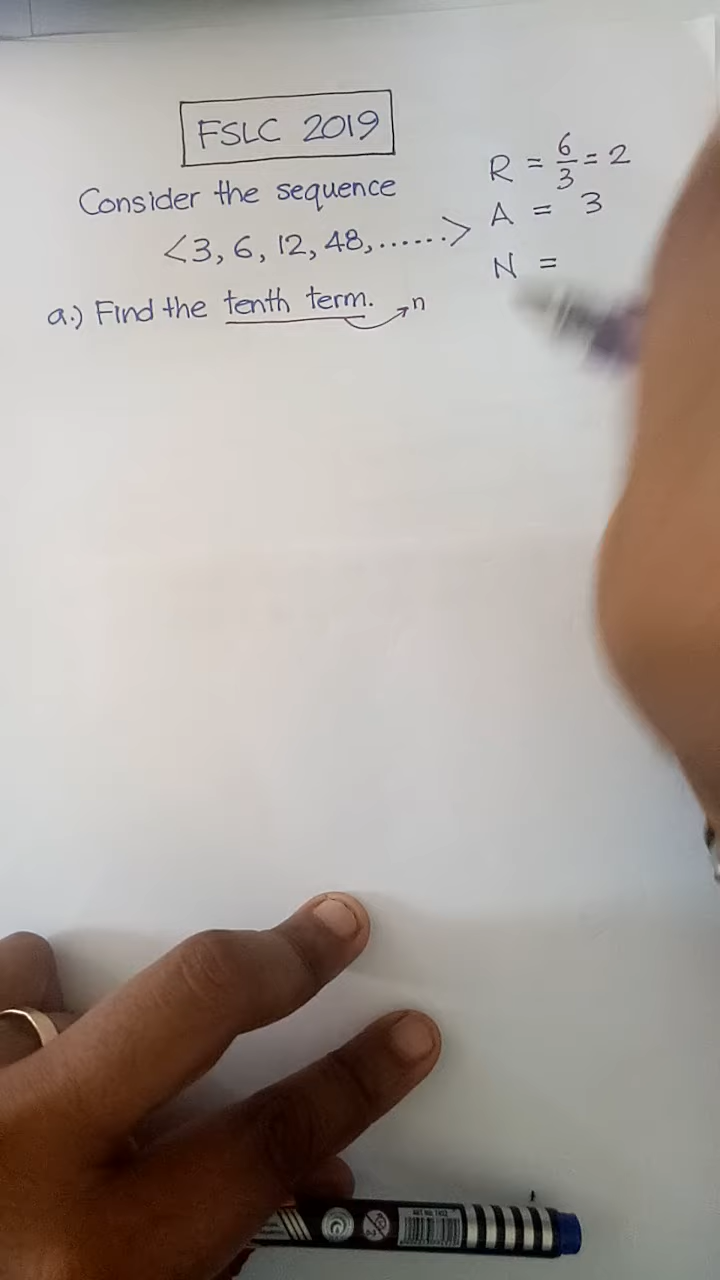 FSLC 2019
Consider the sequence
<3, 6, 12, 48, ......>
a.) Find the tenth term. → n
R = 6/3 = 2
A = 3
N =